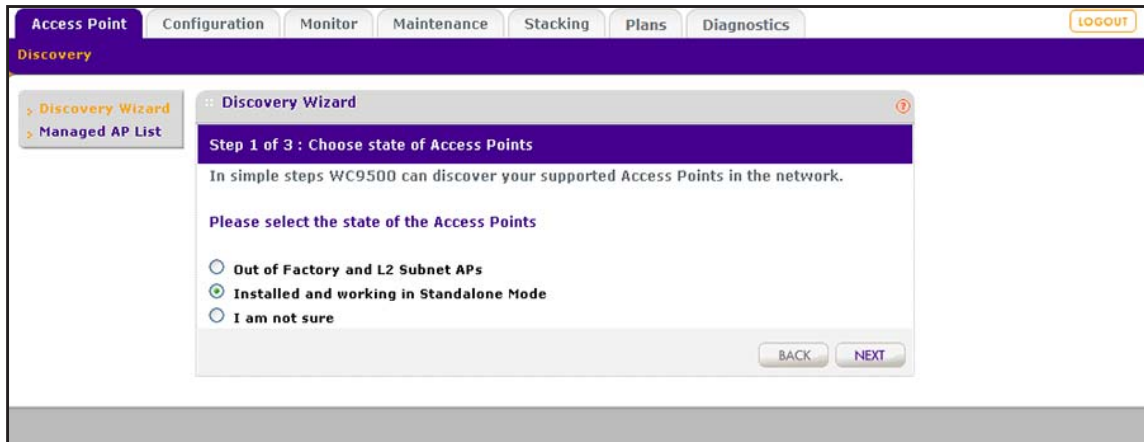 Access Point Configuration Monitor Maintenance Stacking Plans Diagnostics LOGOUT
Discovery
Discovery Wizard
Managed AP List
Discovery Wizard ?
Step 1 of 3 : Choose state of Access Points
In simple steps WC9500 can discover your supported Access Points in the network.
Please select the state of the Access Points
Out of Factory and L2 Subnet APs
Installed and working in Standalone Mode
I am not sure
BACK NEXT